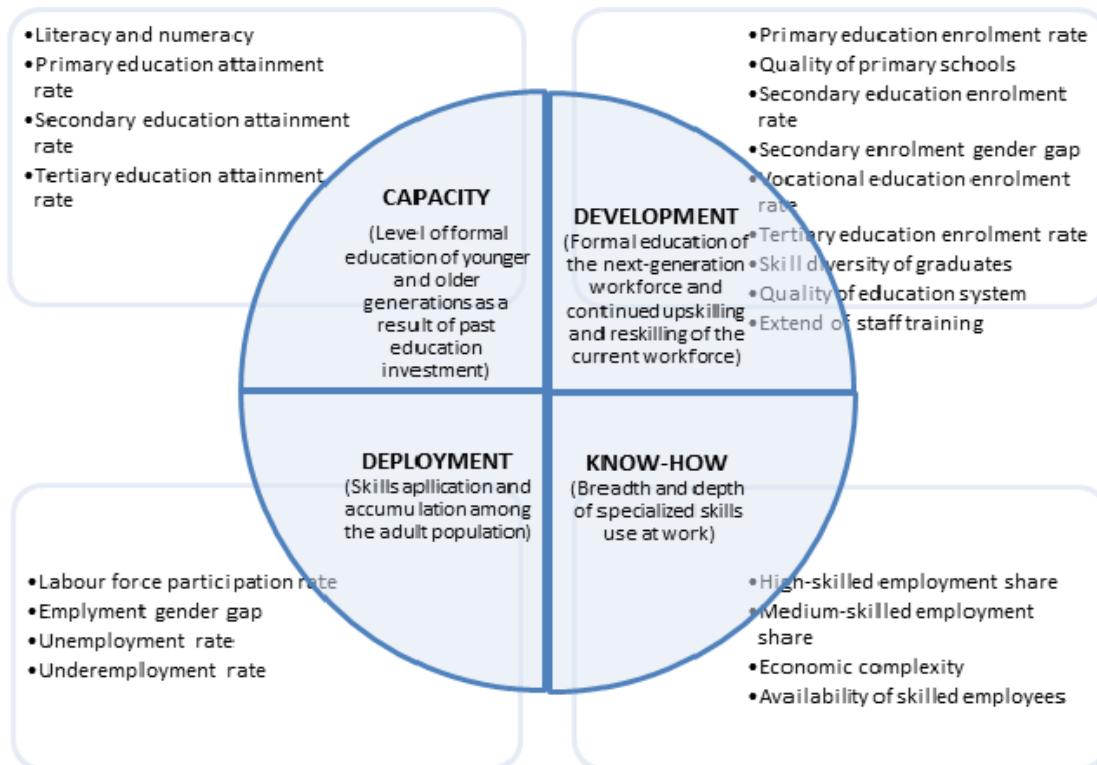 •Literacy and numeracy
•Primary education attainment
rate
•Secondary education attainment
rate
•Tertiary education attainment
rate
•Primary education enrolment rate
•Quality of primary schools
•Secondary education enrolment
rate
•Secondary enrolment gender gap
•Vocational education enrolment
rate
•Tertiary education enrolment rate
•Skill diversity of graduates
•Quality of education system
•Extend of staff training
CAPACITY
(Level of formal
education of younger
and older
generations as a
result of past
education
investment)
DEVELOPMENT
(Formal education of
the next-generation
workforce and
continued upskilling
and reskilling of the
current workforce)
DEPLOYMENT
(Skills apllication and
accumulation among
the adult population)
KNOW-HOW
(Breadth and depth
of specialized skills
use at work)
•Labour force participation rate
•Emplyment gender gap
•Unemployment rate
•Underemployment rate
•High-skilled employment share
•Medium-skillled employment
share
•Economic complexity
•Availability of skilled employees